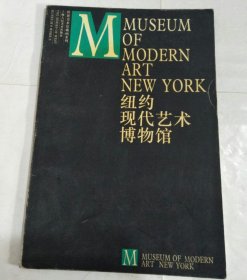 M
MUSEUM
OF
MODERN
ART
NEW YORK
纽约
现代艺术
博物馆
M
MUSEUM OF MODERN
ART NEW YORK